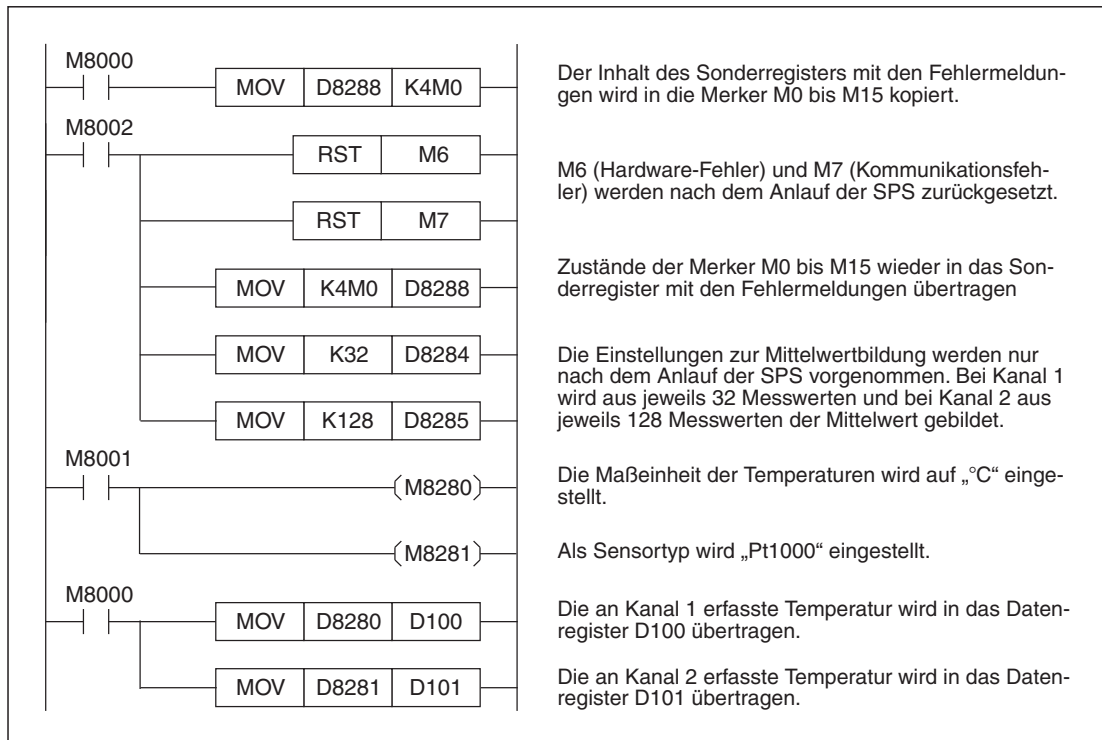 M8000
MOV D8288 K4M0
Der Inhalt des Sonderregisters mit den Fehlermeldun-
gen wird in die Merker M0 bis M15 kopiert.
M8002
RST M6
M6 (Hardware-Fehler) und M7 (Kommunikationsfeh-
ler) werden nach dem Anlauf der SPS zurückgesetzt.
RST M7
MOV K4M0 D8288
Zustände der Merker M0 bis M15 wieder in das Son-
derregister mit den Fehlermeldungen übertragen
MOV K32 D8284
Die Einstellungen zur Mittelwertbildung werden nur
nach dem Anlauf der SPS vorgenommen. Bei Kanal 1
wird aus jeweils 32 Messwerten und bei Kanal 2 aus
jeweils 128 Messwerten der Mittelwert gebildet.
MOV K128 D8285
M8001
M8280
Die Maßeinheit der Temperaturen wird auf „°C“ einge-
stellt.
M8281
Als Sensortyp wird „Pt1000“ eingestellt.
M8000
MOV D8280 D100
Die an Kanal 1 erfasste Temperatur wird in das Daten-
register D100 übertragen.
MOV D8281 D101
Die an Kanal 2 erfasste Temperatur wird in das Daten-
register D101 übertragen.